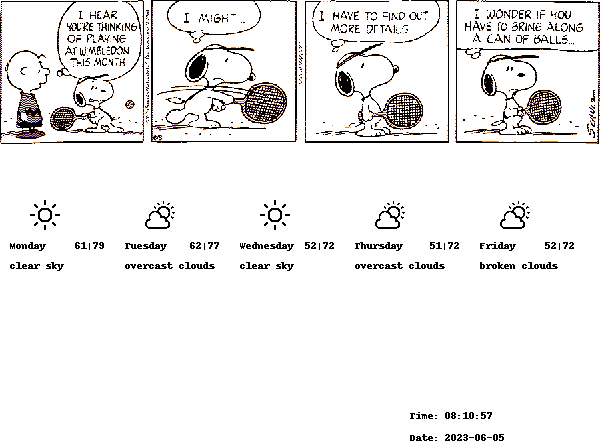 I HEAR
YOU'RE THINKING
OF PLAYING
AT WIMBLEDON
THIS MONTH
I MIGHT...
I HAVE TO FIND OUT
MORE DETAILS
I WONDER IF YOU
HAVE TO BRING ALONG
A CAN OF BALLS...
Monday 61|79
clear sky
Tuesday 62|77
overcast clouds
Wednesday 52|72
clear sky
Thursday 51|72
overcast clouds
Friday 52|72
broken clouds
Time: 08:10:57
Date: 2023-06-05